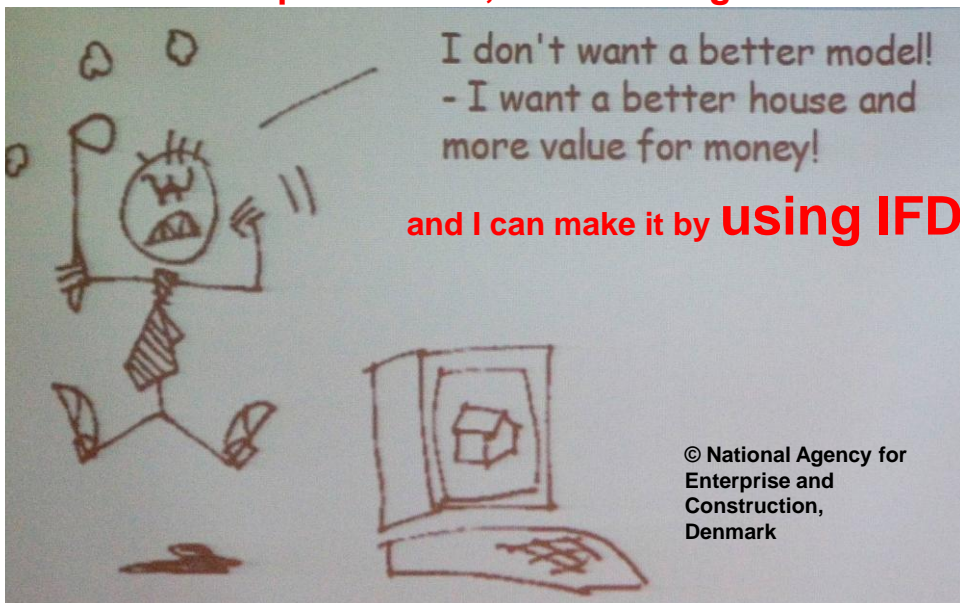 I don't want a better model!
- I want a better house and
more value for money!
and I can make it by using IFD
© National Agency for
Enterprise and
Construction,
Denmark